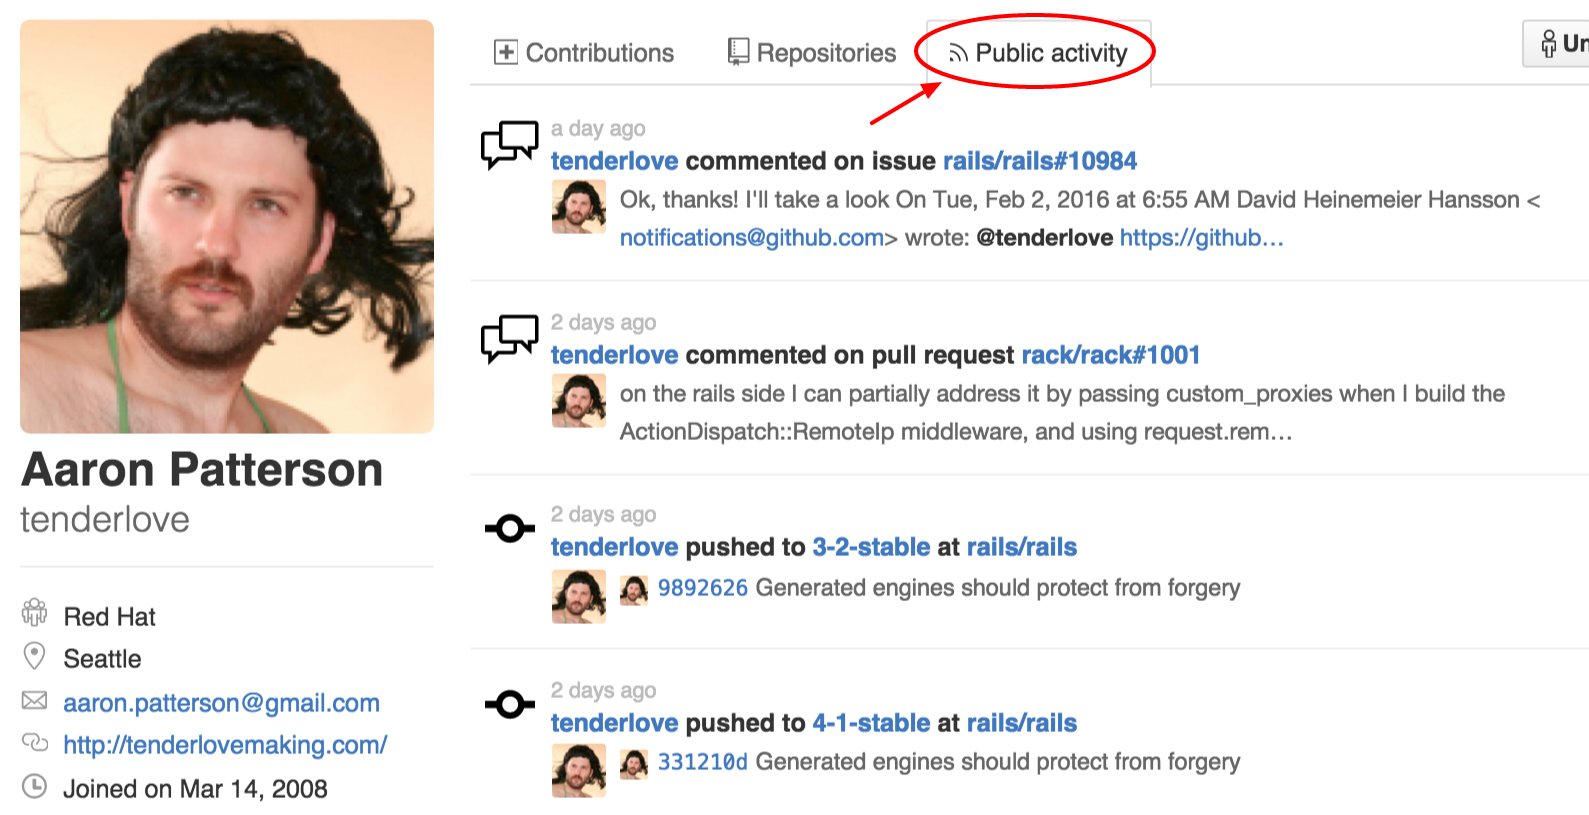 Contributions
Repositories
Public activity
Un
a day ago
tenderlove commented on issue rails/rails#10984
Ok, thanks! I'll take a look On Tue, Feb 2, 2016 at 6:55 AM David Heinemeier Hansson <
notifications@github.com> wrote: @tenderlove https://github…
2 days ago
tenderlove commented on pull request rack/rack#1001
on the rails side I can partially address it by passing custom_proxies when I build the
ActionDispatch::RemoteIp middleware, and using request.rem…
2 days ago
tenderlove pushed to 3-2-stable at rails/rails
9892626 Generated engines should protect from forgery
2 days ago
tenderlove pushed to 4-1-stable at rails/rails
331210d Generated engines should protect from forgery
Aaron Patterson
tenderlove
Red Hat
Seattle
aaron.patterson@gmail.com
http://tenderlovemaking.com/
Joined on Mar 14, 2008